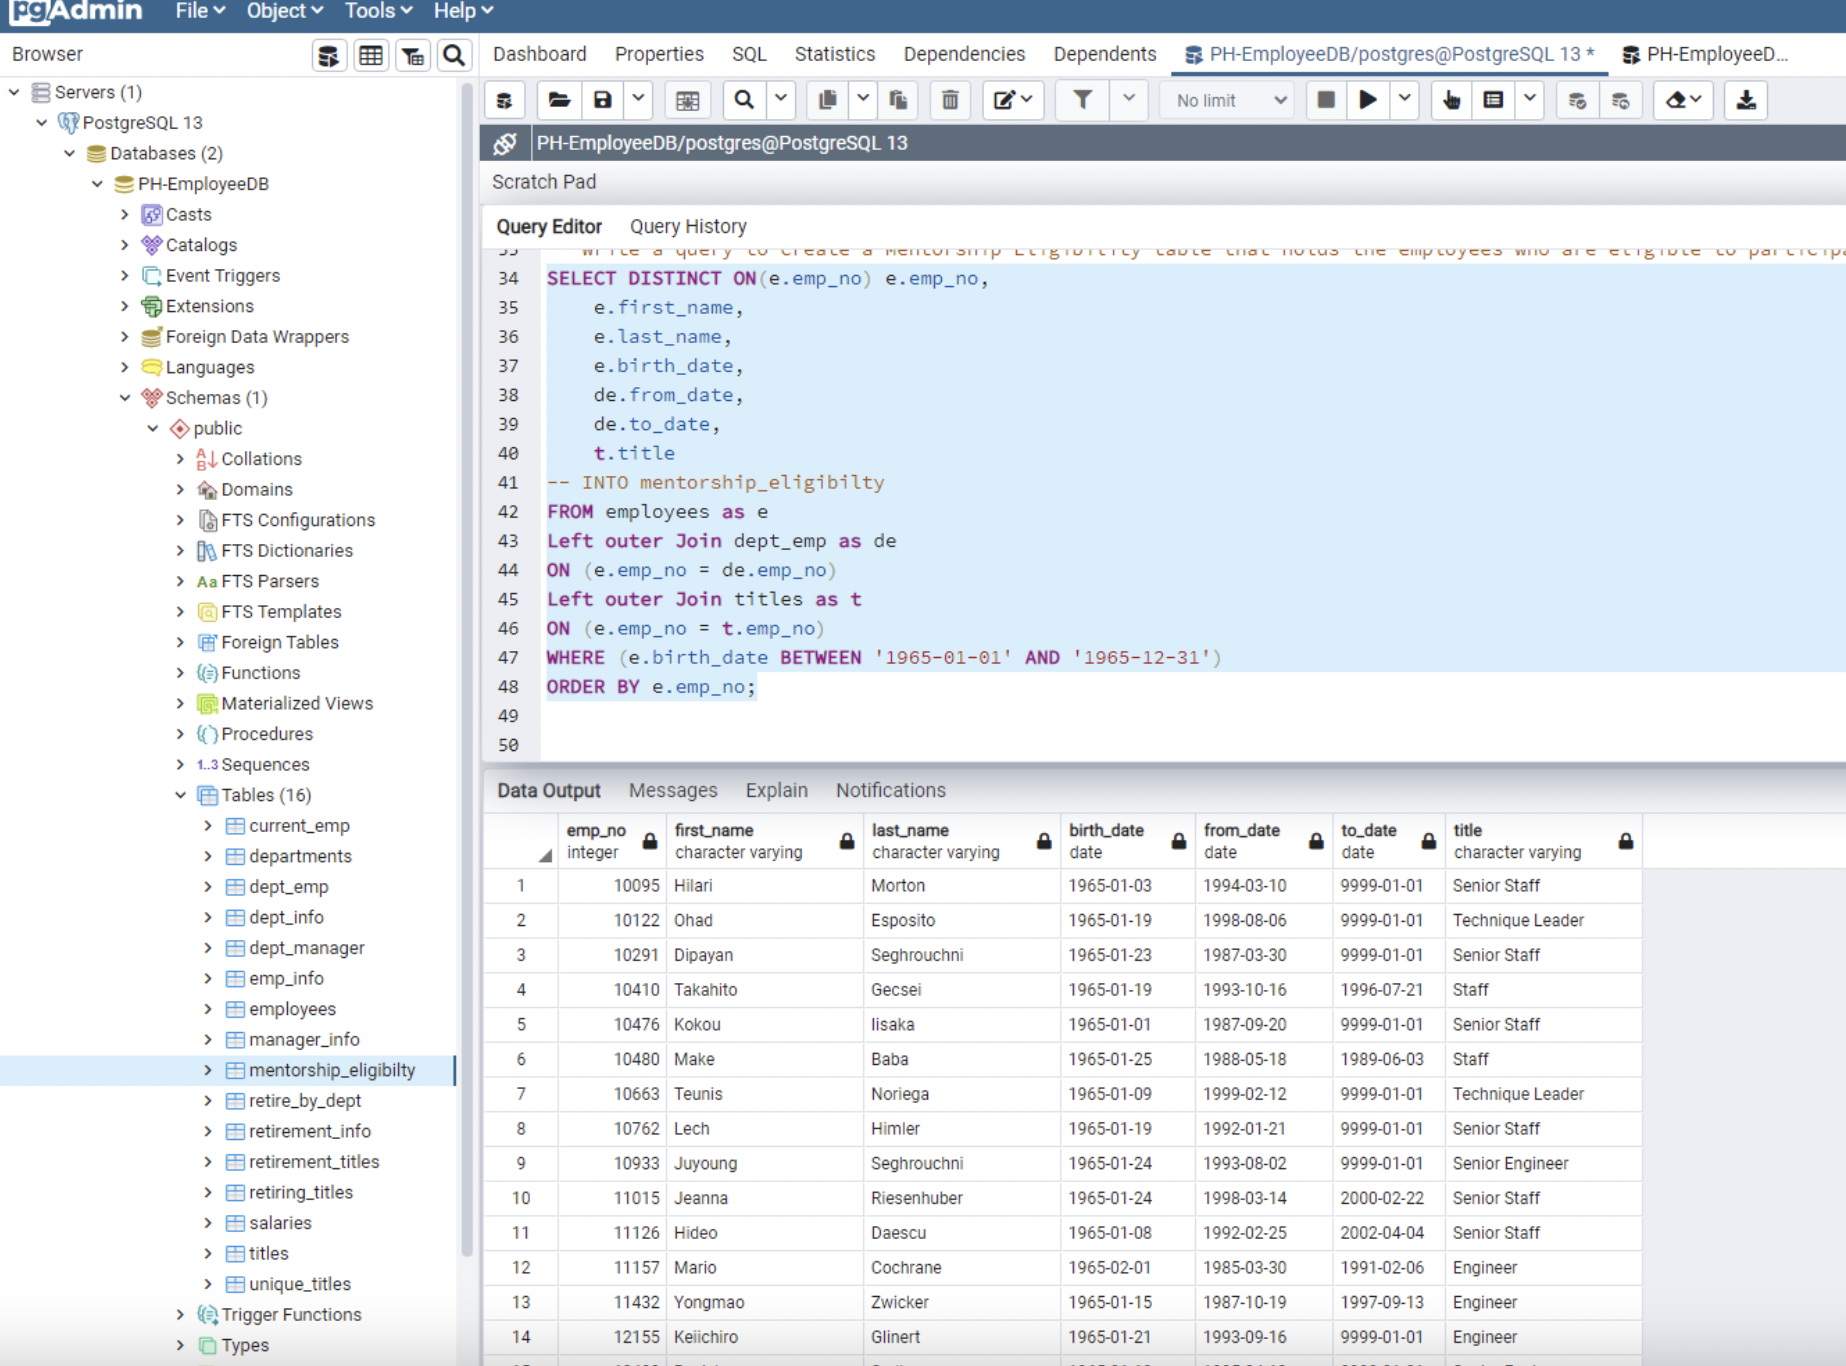 pgAdmin File Object Tools Help
Browser
Dashboard Properties SQL Statistics Dependencies Dependents PH-EmployeeDB/postgres@PostgreSQL 13 * PH-EmployeeD...
No limit
PH-EmployeeDB/postgres@PostgreSQL 13
Scratch Pad
Query Editor Query History
Servers (1)
PostgreSQL 13
Databases (2)
PH-EmployeeDB
Casts
Catalogs
Event Triggers
Extensions
Foreign Data Wrappers
Languages
Schemas (1)
public
Collations
Domains
FTS Configurations
FTS Dictionaries
Aa FTS Parsers
FTS Templates
Foreign Tables
Functions
Materialized Views
Procedures
1..3 Sequences
Tables (16)
current_emp
departments
dept_emp
dept_info
dept_manager
emp_info
employees
manager_info
mentorship_eligibilty
retire_by_dept
retirement_info
retirement_titles
retiring_titles
salaries
titles
unique_titles
Trigger Functions
Types
33 Write a query to create a Mentorship Eligibility table that holds the employees who are eligible to participa
34 SELECT DISTINCT ON(e.emp_no) e.emp_no,
35 e.first_name,
36 e.last_name,
37 e.birth_date,
38 de.from_date,
39 de.to_date,
40 t.title
41 -- INTO mentorship_eligibilty
42 FROM employees as e
43 Left outer Join dept_emp as de
44 ON (e.emp_no = de.emp_no)
45 Left outer Join titles as t
46 ON (e.emp_no = t.emp_no)
47 WHERE (e.birth_date BETWEEN '1965-01-01' AND '1965-12-31')
48 ORDER BY e.emp_no;
49
50
Data Output Messages Explain Notifications
emp_no first_name last_name birth_date from_date to_date title
integer character varying character varying date date date character varying
1 10095 Hilari Morton 1965-01-03 1994-03-10 9999-01-01 Senior Staff
2 10122 Ohad Esposito 1965-01-19 1998-08-06 9999-01-01 Technique Leader
3 10291 Dipayan Seghrouchni 1965-01-23 1987-03-30 9999-01-01 Senior Staff
4 10410 Takahito Gecsei 1965-01-19 1993-10-16 1996-07-21 Staff
5 10476 Kokou Iisaka 1965-01-01 1987-09-20 9999-01-01 Senior Staff
6 10480 Make Baba 1965-01-25 1988-05-18 1989-06-03 Staff
7 10663 Teunis Noriega 1965-01-09 1999-02-12 9999-01-01 Technique Leader
8 10762 Lech Himler 1965-01-19 1992-01-21 9999-01-01 Senior Staff
9 10933 Juyoung Seghrouchni 1965-01-24 1993-08-02 9999-01-01 Senior Engineer
10 11015 Jeanna Riesenhuber 1965-01-24 1998-03-14 2000-02-22 Senior Staff
11 11126 Hideo Daescu 1965-01-08 1992-02-25 2002-04-04 Senior Staff
12 11157 Mario Cochrane 1965-02-01 1985-03-30 1991-02-06 Engineer
13 11432 Yongmao Zwicker 1965-01-15 1987-10-19 1997-09-13 Engineer
14 12155 Keiichiro Glinert 1965-01-21 1993-09-16 9999-01-01 Engineer